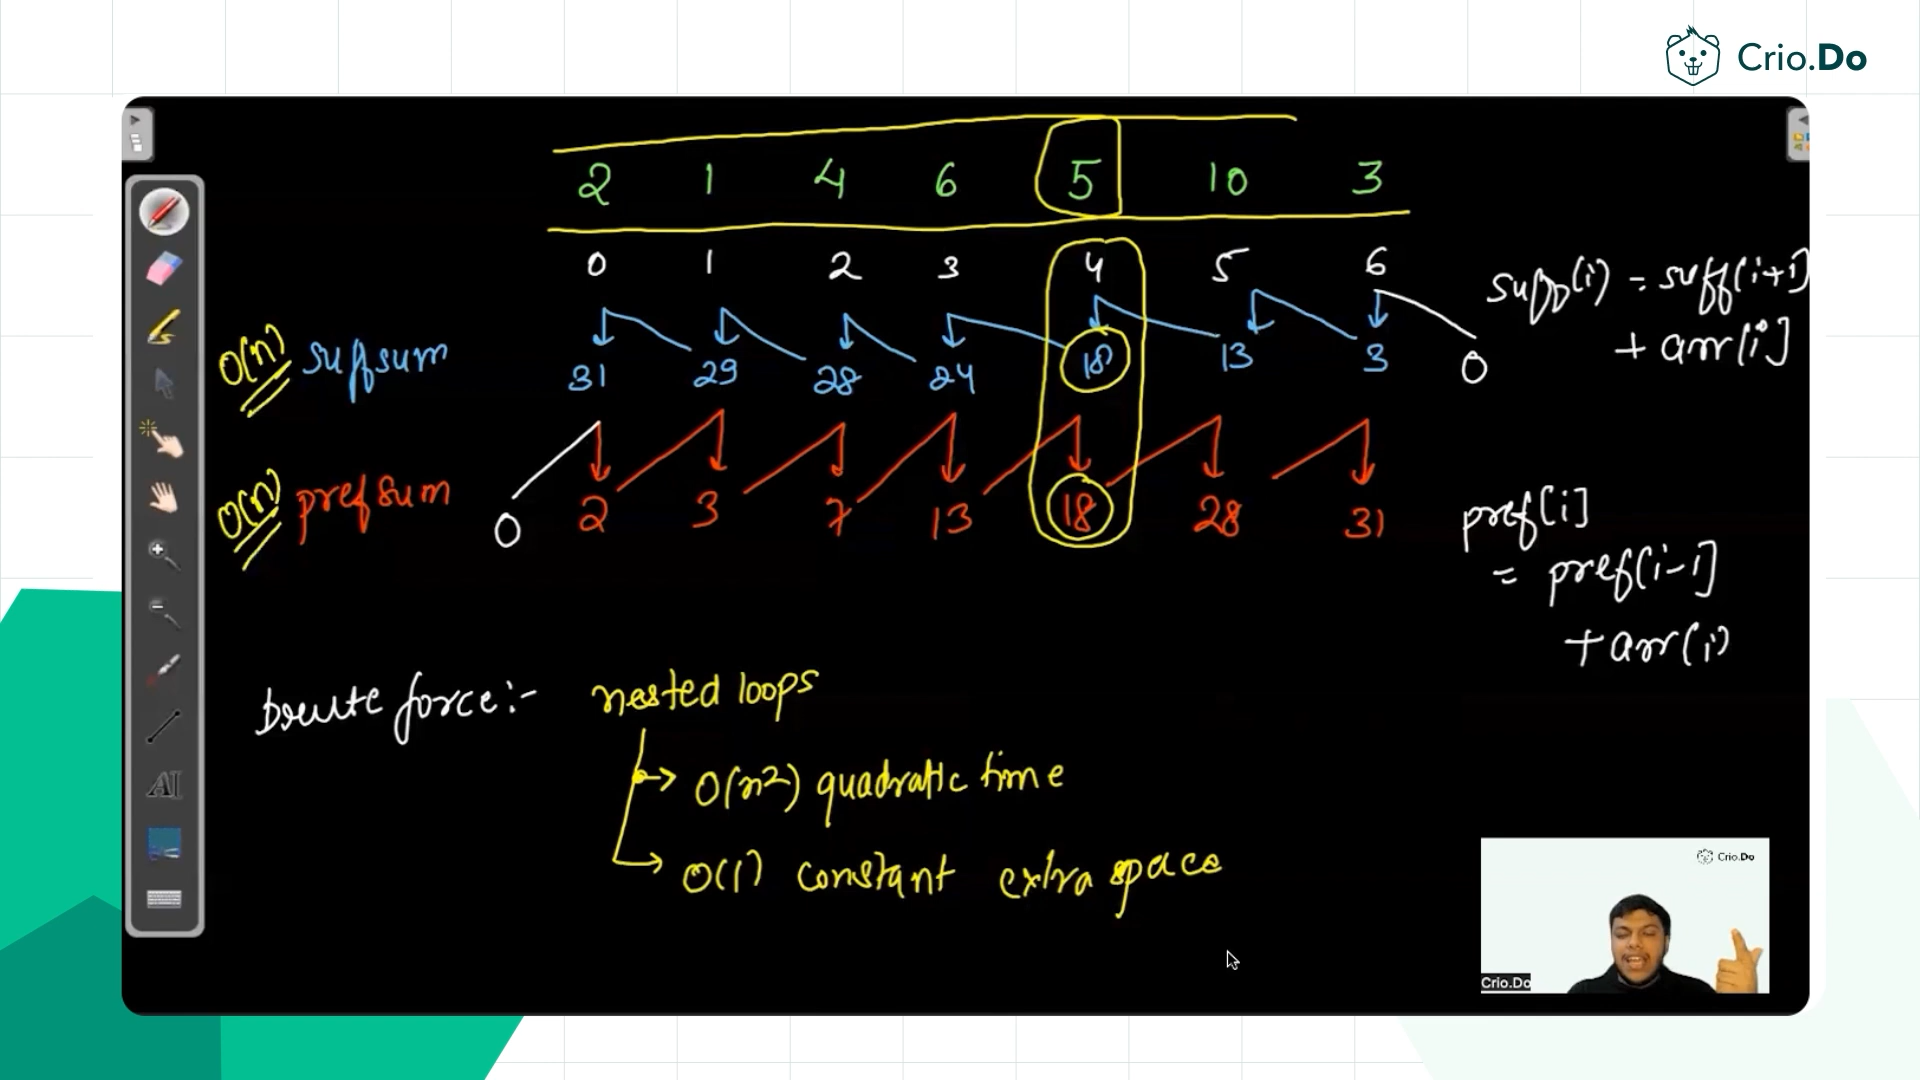 Crio.Do
2 1 4 6 5 10 3
0 1 2 3 4 5 6
suff(i) = suff(i+1)
+ arr[i]
O(n) sufsum 31 29 28 24 18 13 3 0
O(n) prefsum 0 2 3 7 13 18 28 31
pref[i]
= pref[i-1]
+ arr(i)
brute force:- nested loops
→ O(n²) quadratic time
→ O(1) constant extra space
AI
Crio.Do
Crio.Do